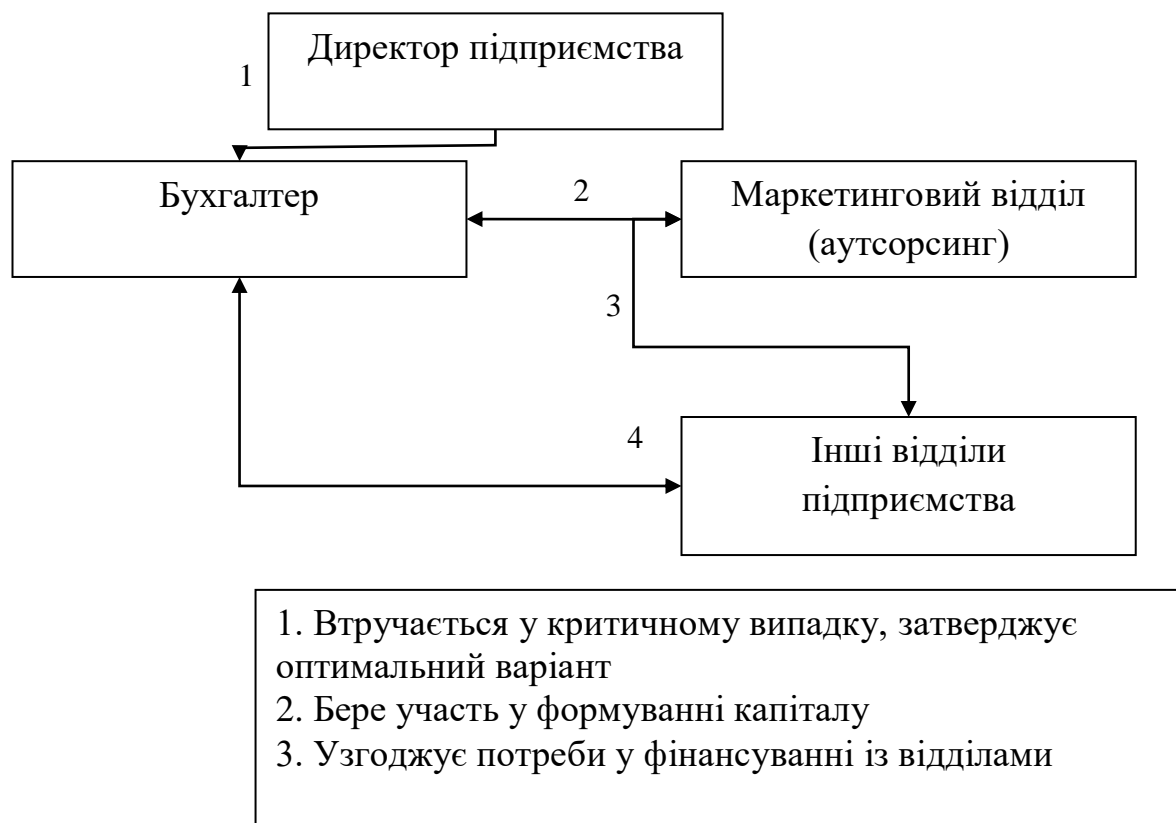 Директор підприємства
1
Бухгалтер
2
Маркетинговий відділ
(аутсорсинг)
3
4
Інші відділи
підприємства
1. Втручається у критичному випадку, затверджує
оптимальний варіант
2. Бере участь у формуванні капіталу
3. Узгоджує потреби у фінансуванні із відділами